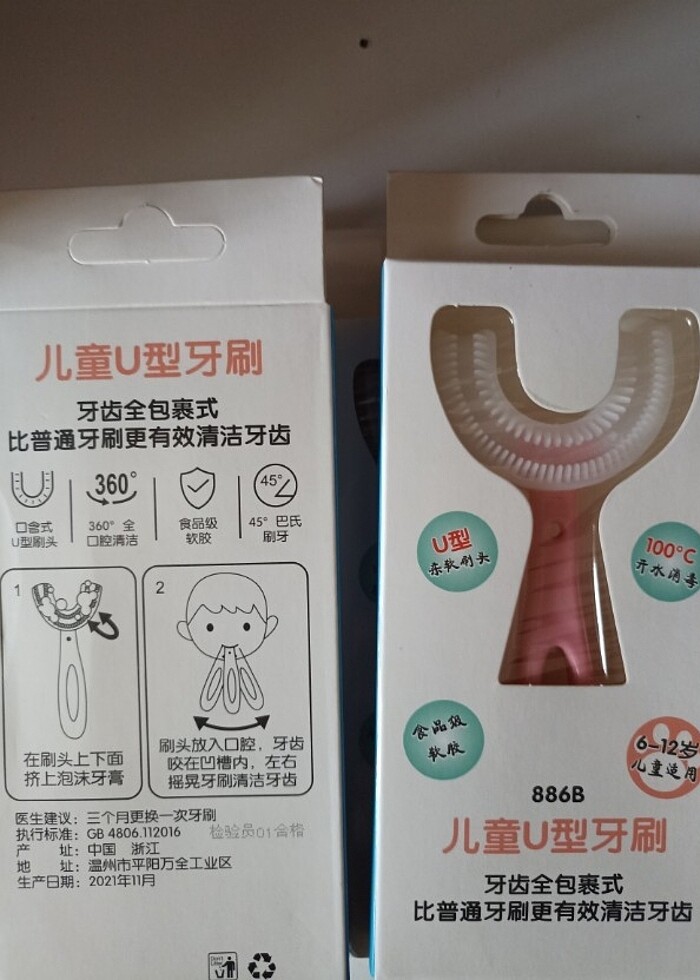 儿童U型牙刷
牙齿全包裹式
比普通牙刷更有效清洁牙齿
口含式
U型刷头
360°
360° 全
口腔清洁
食品级
软胶
45°
45° 巴氏
刷牙
1
在刷头上下面
挤上泡沫牙膏
2
刷头放入口腔，牙齿
咬在凹槽内，左右
摇晃牙刷清洁牙齿
医生建议：三个月更换一次牙刷
执行标准：GB 4806.112016
检验员01合格
产 址：中国 浙江
地 址：温州市平阳万全工业区
生产日期：2021年11月
U型
亲软刷头
100°C
开水消毒
食品级
软胶
6-12岁
儿童适用
886B
儿童U型牙刷
牙齿全包裹式
比普通牙刷更有效清洁牙齿